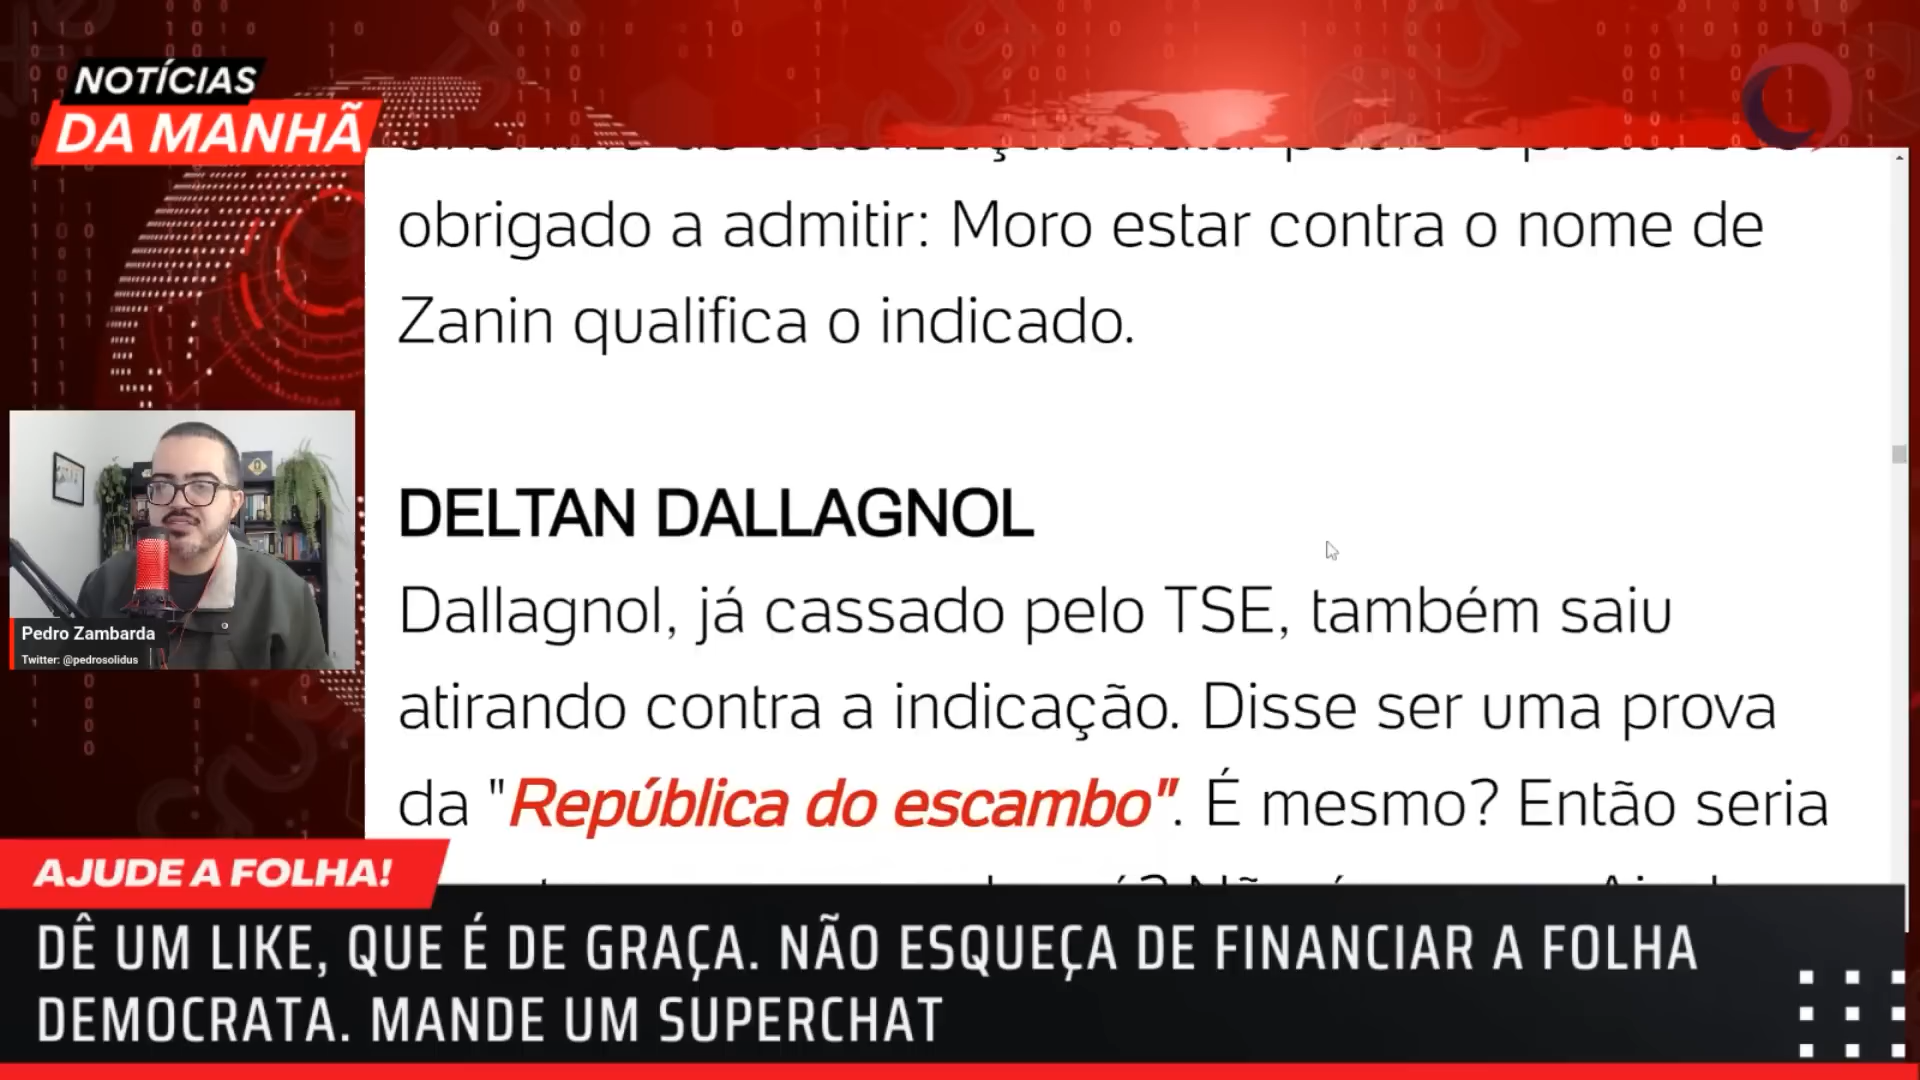 NOTÍCIAS
DA MANHÃ
obrigado a admitir: Moro estar contra o nome de
Zanin qualifica o indicado.
DELTAN DALLAGNOL
Dallagnol, já cassado pelo TSE, também saiu
atirando contra a indicação. Disse ser uma prova
da "República do escambo". É mesmo? Então seria
Pedro Zambarda
Twitter: @pedrosolidus
AJUDE A FOLHA!
DÊ UM LIKE, QUE É DE GRAÇA. NÃO ESQUEÇA DE FINANCIAR A FOLHA
DEMOCRATA. MANDE UM SUPERCHAT